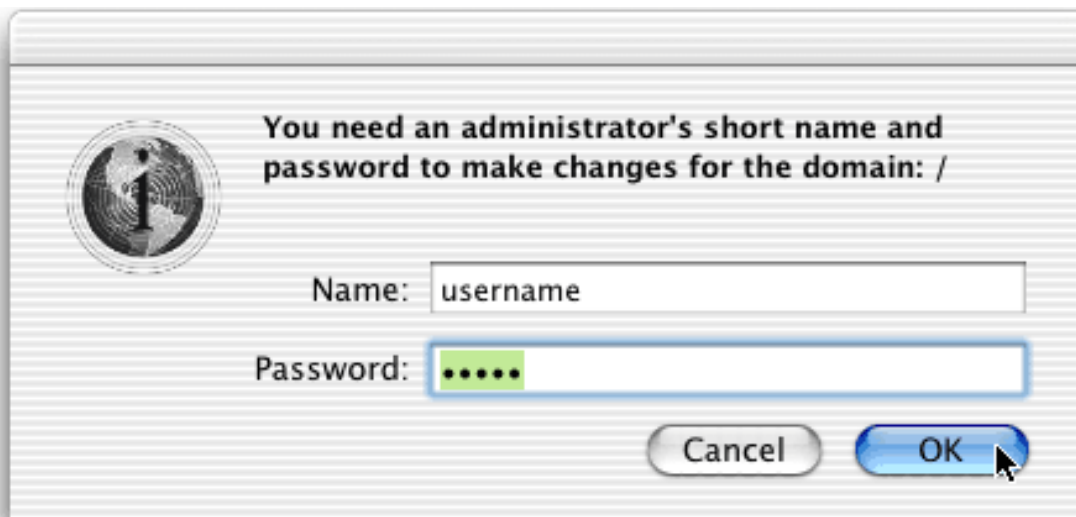 You need an administrator's short name and
password to make changes for the domain: /
Name: username
Password: •••••
Cancel OK